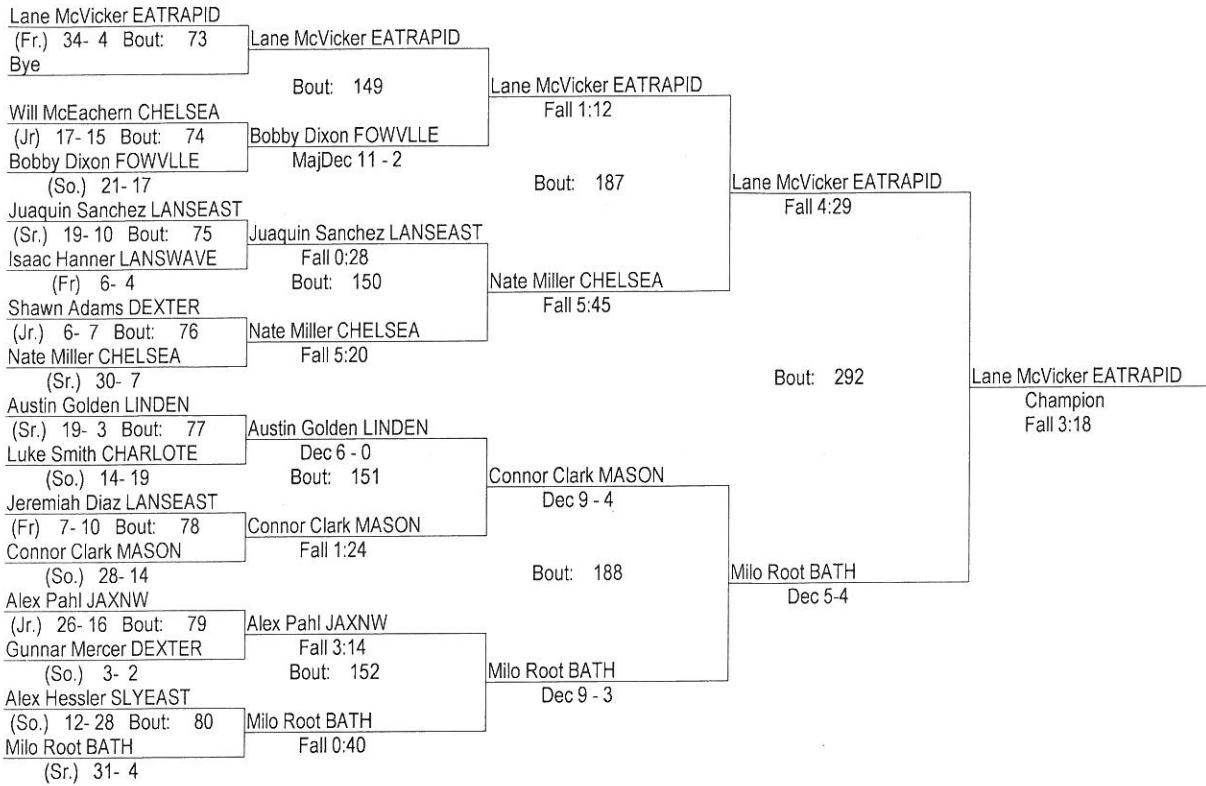 Lane McVicker EATRAPID
(Fr.) 34- 4 Bout: 73
Bye
Will McEachern CHELSEA
(Jr) 17- 15 Bout: 74
Bobby Dixon FOWVLLE
(So.) 21- 17
Juaquin Sanchez LANSEAST
(Sr.) 19- 10 Bout: 75
Isaac Hanner LANSWAVE
(Fr) 6- 4
Shawn Adams DEXTER
(Jr.) 6- 7 Bout: 76
Nate Miller CHELSEA
(Sr.) 30- 7
Austin Golden LINDEN
(Sr.) 19- 3 Bout: 77
Luke Smith CHARLOTE
(So.) 14- 19
Jeremiah Diaz LANSEAST
(Fr) 7- 10 Bout: 78
Connor Clark MASON
(So.) 28- 14
Alex Pahl JAXNW
(Jr.) 26- 16 Bout: 79
Gunnar Mercer DEXTER
(So.) 3- 2
Alex Hessler SLYEAST
(So.) 12- 28 Bout: 80
Milo Root BATH
(Sr.) 31- 4
Lane McVicker EATRAPID
Bout: 149
Bobby Dixon FOWVLLE
MajDec 11 - 2
Juaquin Sanchez LANSEAST
Fall 0:28
Bout: 150
Nate Miller CHELSEA
Fall 5:20
Austin Golden LINDEN
Dec 6 - 0
Bout: 151
Connor Clark MASON
Fall 1:24
Alex Pahl JAXNW
Fall 3:14
Bout: 152
Milo Root BATH
Fall 0:40
Lane McVicker EATRAPID
Fall 1:12
Bout: 187
Nate Miller CHELSEA
Fall 5:45
Connor Clark MASON
Dec 9 - 4
Bout: 188
Milo Root BATH
Dec 9 - 3
Lane McVicker EATRAPID
Fall 4:29
Bout: 292
Milo Root BATH
Dec 5-4
Lane McVicker EATRAPID
Champion
Fall 3:18